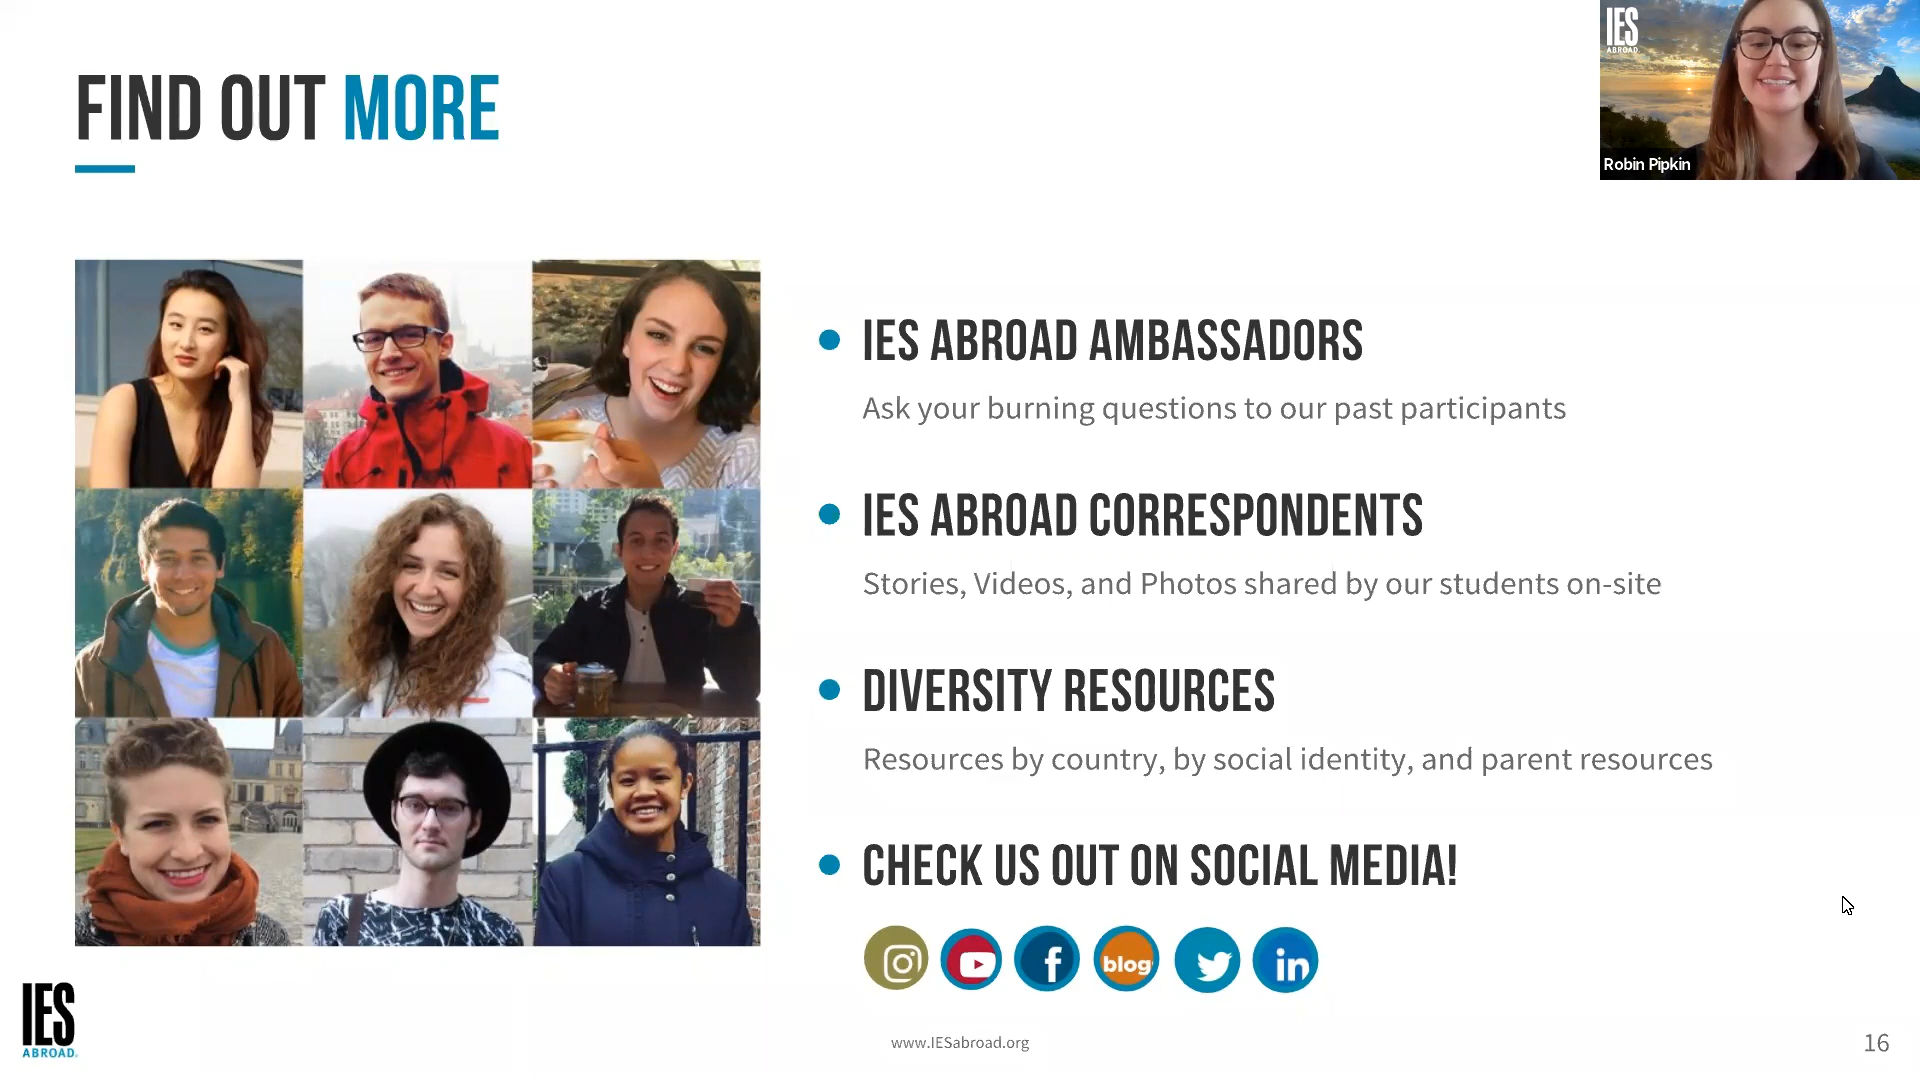 FIND OUT MORE
IES
ABROAD
Robin Pipkin
IES ABROAD AMBASSADORS
Ask your burning questions to our past participants
IES ABROAD CORRESPONDENTS
Stories, Videos, and Photos shared by our students on-site
DIVERSITY RESOURCES
Resources by country, by social identity, and parent resources
CHECK US OUT ON SOCIAL MEDIA!
f
blog
in
IES
ABROAD
www.IESabroad.org
16